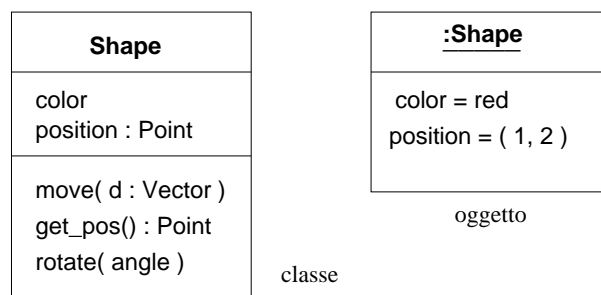 Shape
color
position : Point
move( d : Vector )
get_pos() : Point
rotate( angle )
classe
:Shape
color = red
position = ( 1, 2 )
oggetto